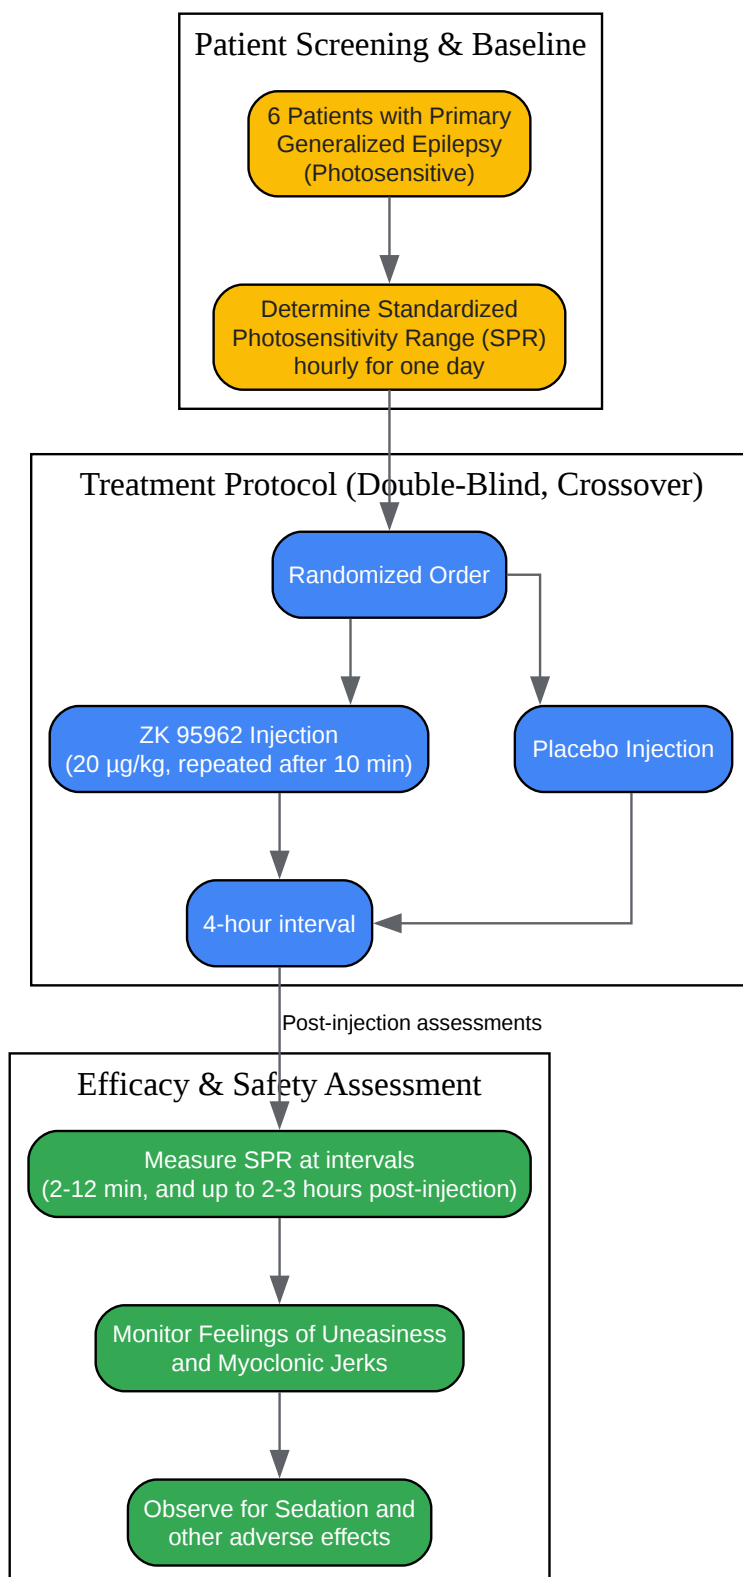 Patient Screening & Baseline
6 Patients with Primary
Generalized Epilepsy
(Photosensitive)
Determine Standardized
Photosensitivity Range (SPR)
hourly for one day
Treatment Protocol (Double-Blind, Crossover)
Randomized Order
ZK 95962 Injection
(20 µg/kg, repeated after 10 min)
Placebo Injection
4-hour interval
Post-injection assessments
Efficacy & Safety Assessment
Measure SPR at intervals
(2-12 min, and up to 2-3 hours post-injection)
Monitor Feelings of Uneasiness
and Myoclonic Jerks
Observe for Sedation and
other adverse effects